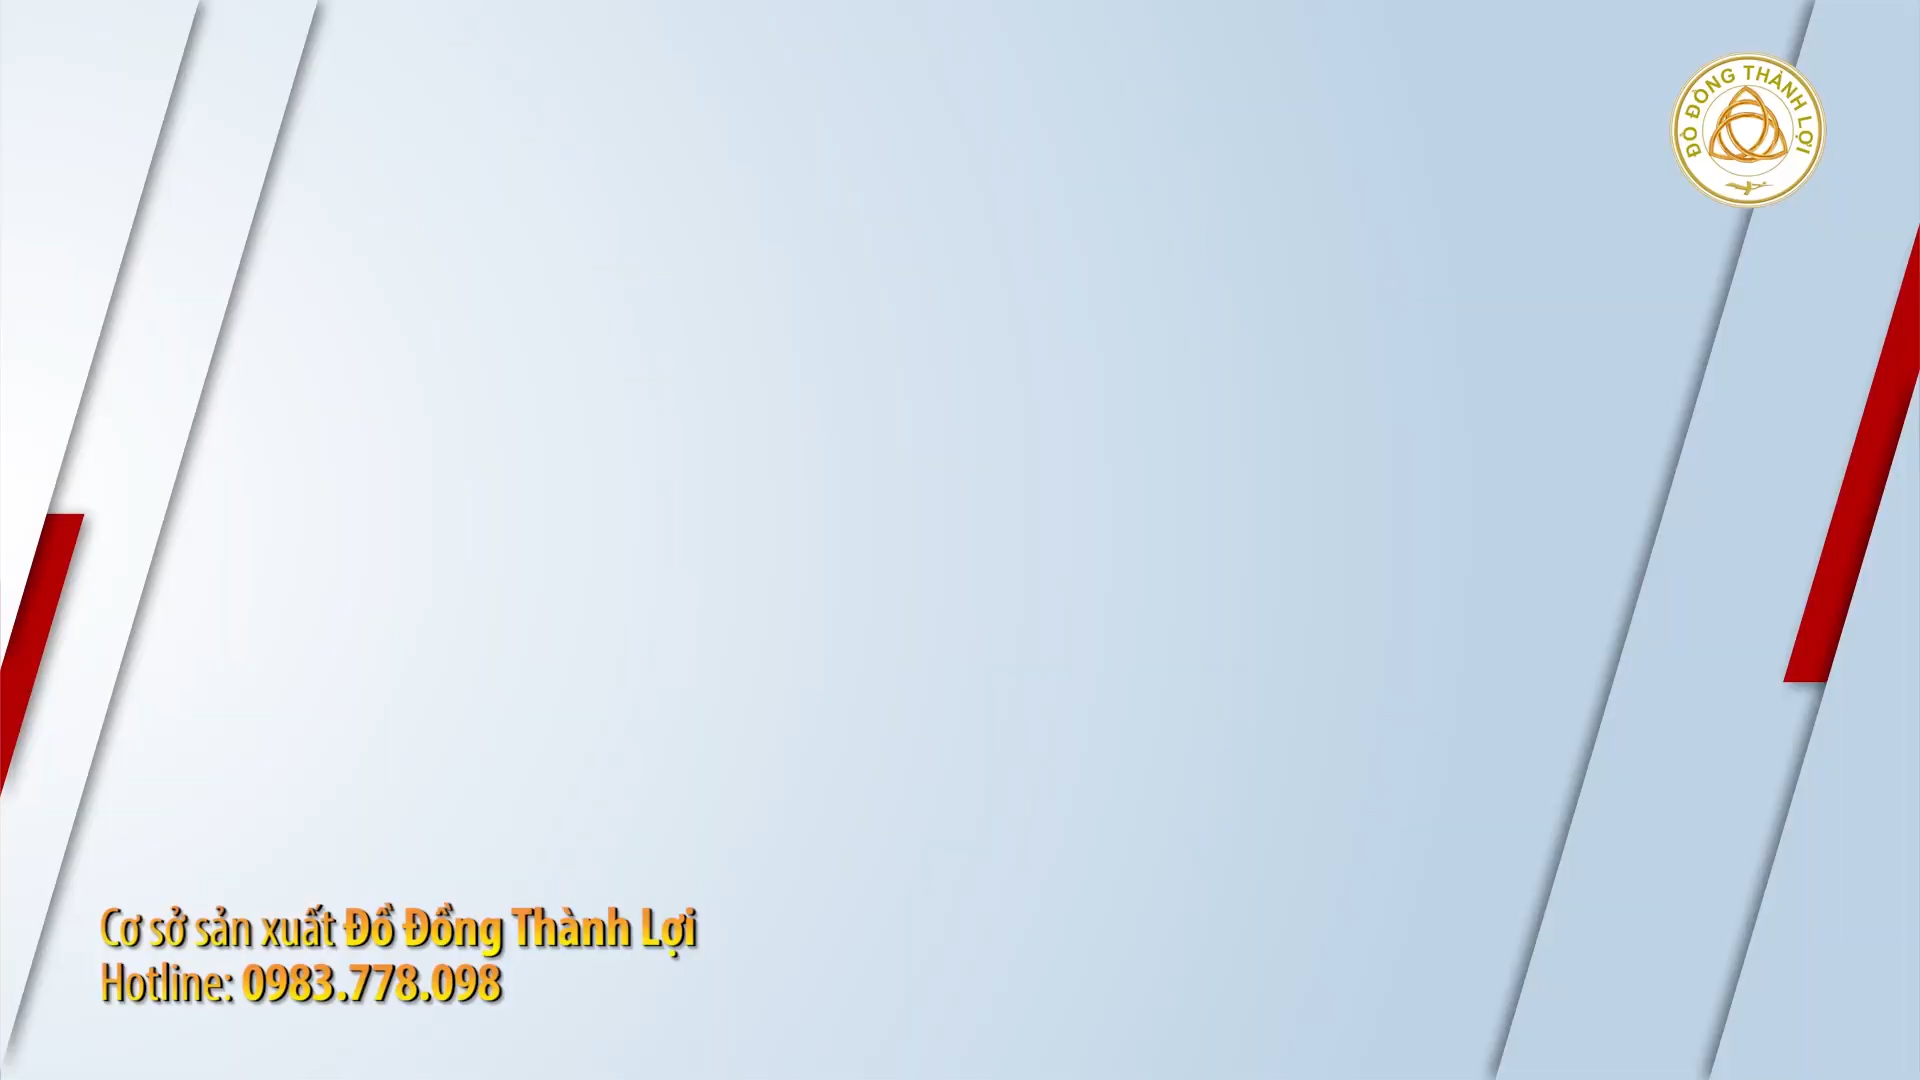 ĐỒ ĐỒNG THÀNH LỢI
Cơ sở sản xuất Đồ Đồng Thành Lợi
Hotline: 0983.778.098